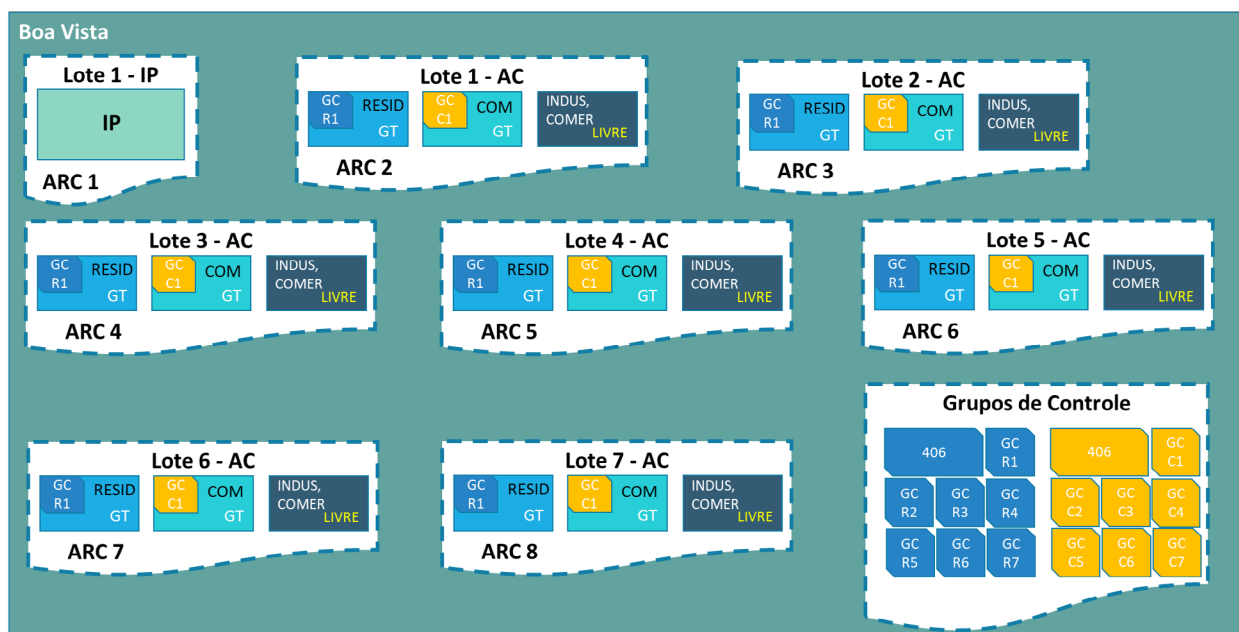 Boa Vista
Lote 1 - IP
IP
ARC 1
Lote 1 - AC
GC
R1
RESID
GT
GC
C1
COM
GT
INDUS,
COMER
LIVRE
ARC 2
Lote 2 - AC
GC
R1
RESID
GT
GC
C1
COM
GT
INDUS,
COMER
LIVRE
ARC 3
Lote 3 - AC
GC
R1
RESID
GT
GC
C1
COM
GT
INDUS,
COMER
LIVRE
ARC 4
Lote 4 - AC
GC
R1
RESID
GT
GC
C1
COM
GT
INDUS,
COMER
LIVRE
ARC 5
Lote 5 - AC
GC
R1
RESID
GT
GC
C1
COM
GT
INDUS,
COMER
LIVRE
ARC 6
Lote 6 - AC
GC
R1
RESID
GT
GC
C1
COM
GT
INDUS,
COMER
LIVRE
ARC 7
Lote 7 - AC
GC
R1
RESID
GT
GC
C1
COM
GT
INDUS,
COMER
LIVRE
ARC 8
Grupos de Controle
406
GC
R1
GC
R2
GC
R3
GC
R4
GC
R5
GC
R6
GC
R7
406
GC
C1
GC
C2
GC
C3
GC
C4
GC
C5
GC
C6
GC
C7